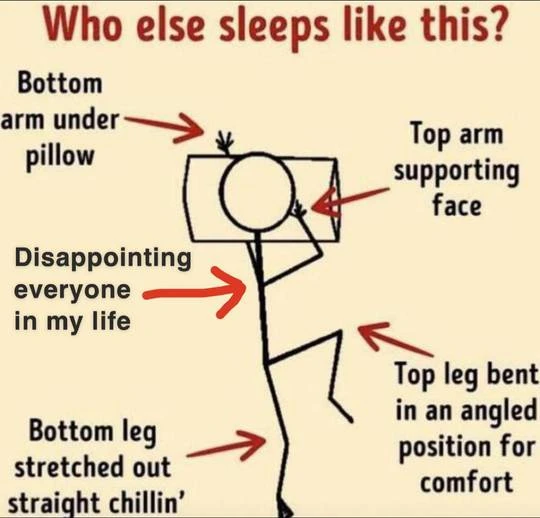 Who else sleeps like this?
Bottom
arm under
pillow
Top arm
supporting
face
Disappointing
everyone
in my life
Top leg bent
in an angled
position for
comfort
Bottom leg
stretched out
straight chillin'